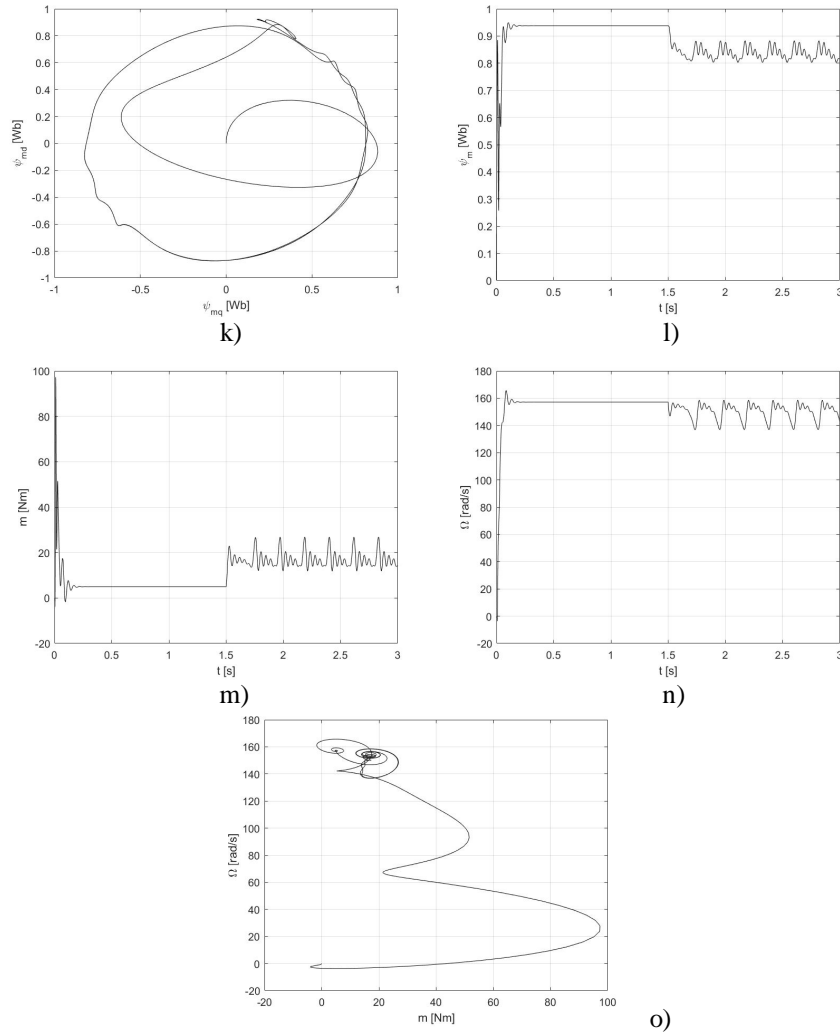 1
0.8
0.6
0.4
0.2
0
-0.2
-0.4
-0.6
-0.8
-1
-1 -0.5 0 0.5 1
ψmd [Wb]
ψmq [Wb]
k)
1
0.9
0.8
0.7
0.6
0.5
0.4
0.3
0.2
0.1
0
0 0.5 1 1.5 2 2.5 3
ψm [Wb]
t [s]
l)
100
80
60
40
20
0
-20
0 0.5 1 1.5 2 2.5 3
m [Nm]
t [s]
m)
180
160
140
120
100
80
60
40
20
0
-20
0 0.5 1 1.5 2 2.5 3
Ω [rad/s]
t [s]
n)
180
160
140
120
100
80
60
40
20
0
-20
-20 0 20 40 60 80 100
Ω [rad/s]
m [Nm]
o)